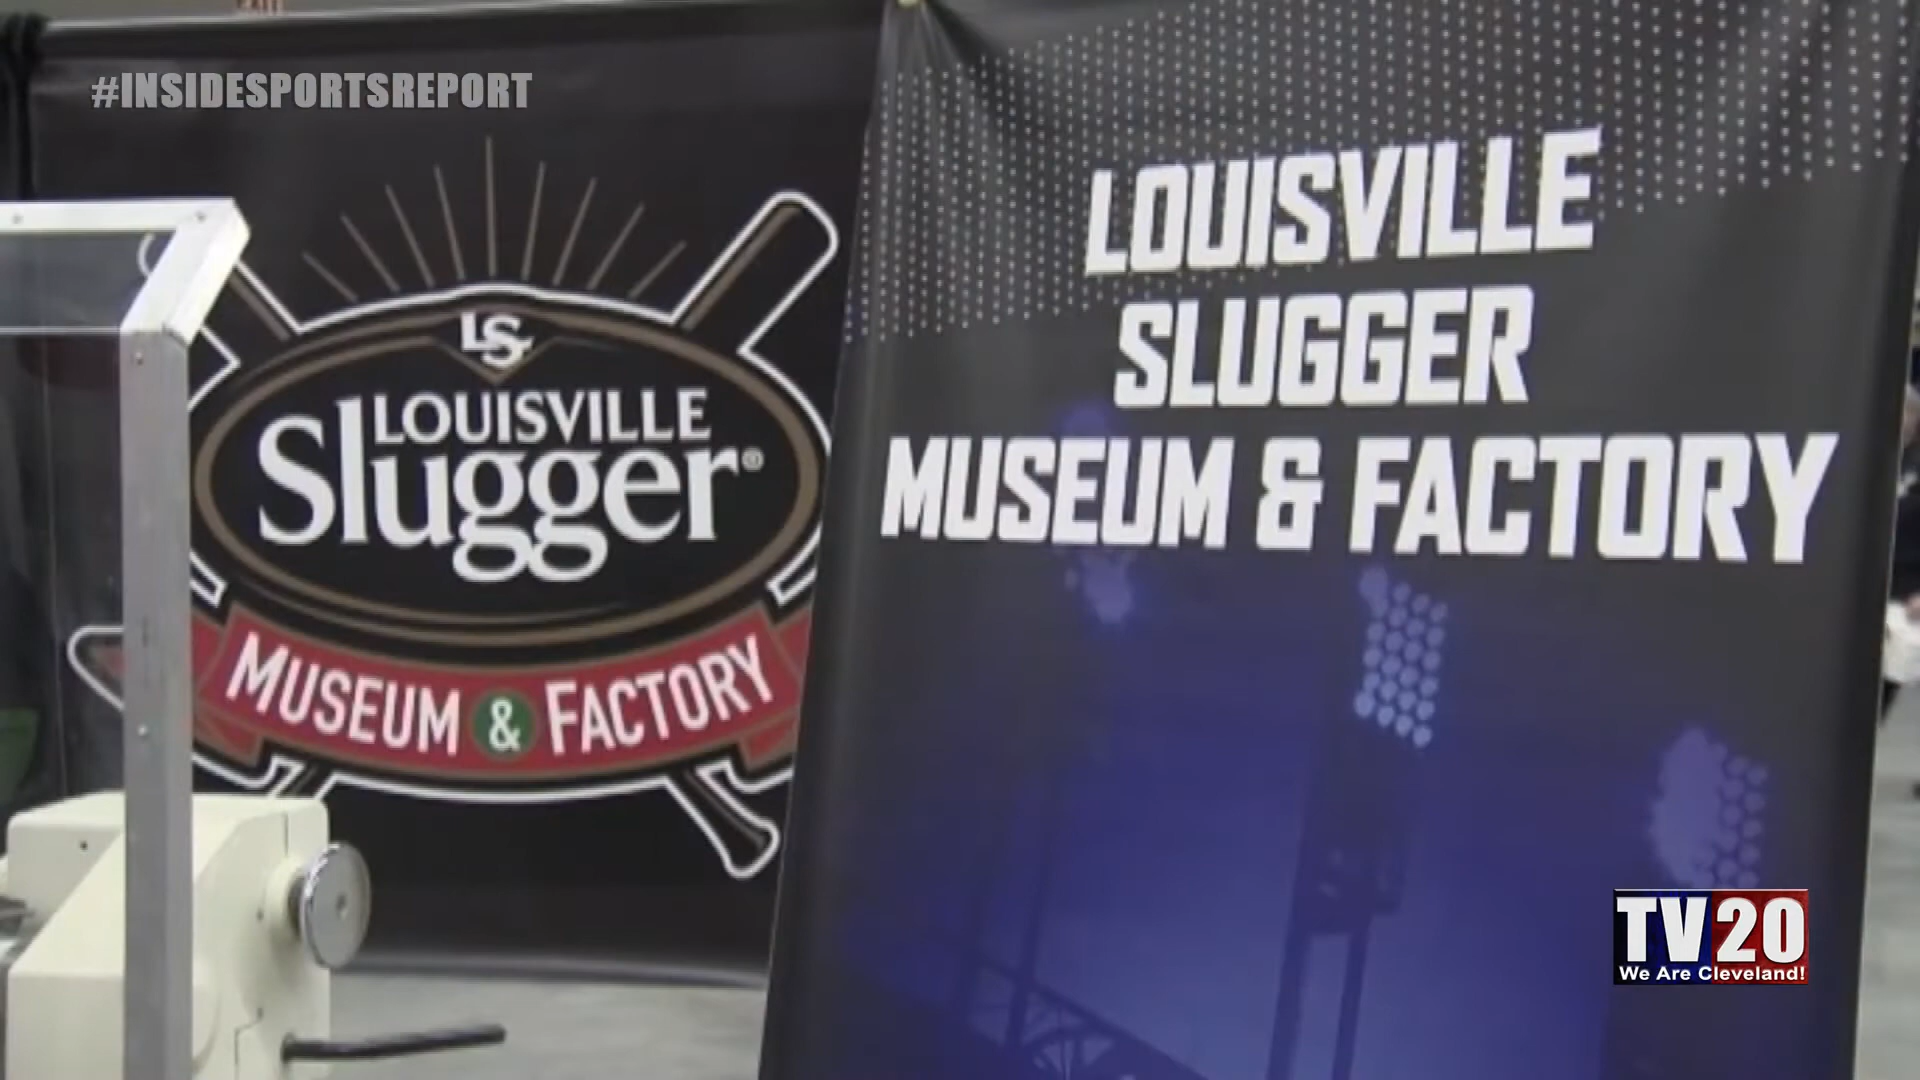 #INSIDESPORTSREPORT
LS
LOUISVILLE
Slugger®
MUSEUM & FACTORY
LOUISVILLE
SLUGGER
MUSEUM & FACTORY
TV20
We Are Cleveland!